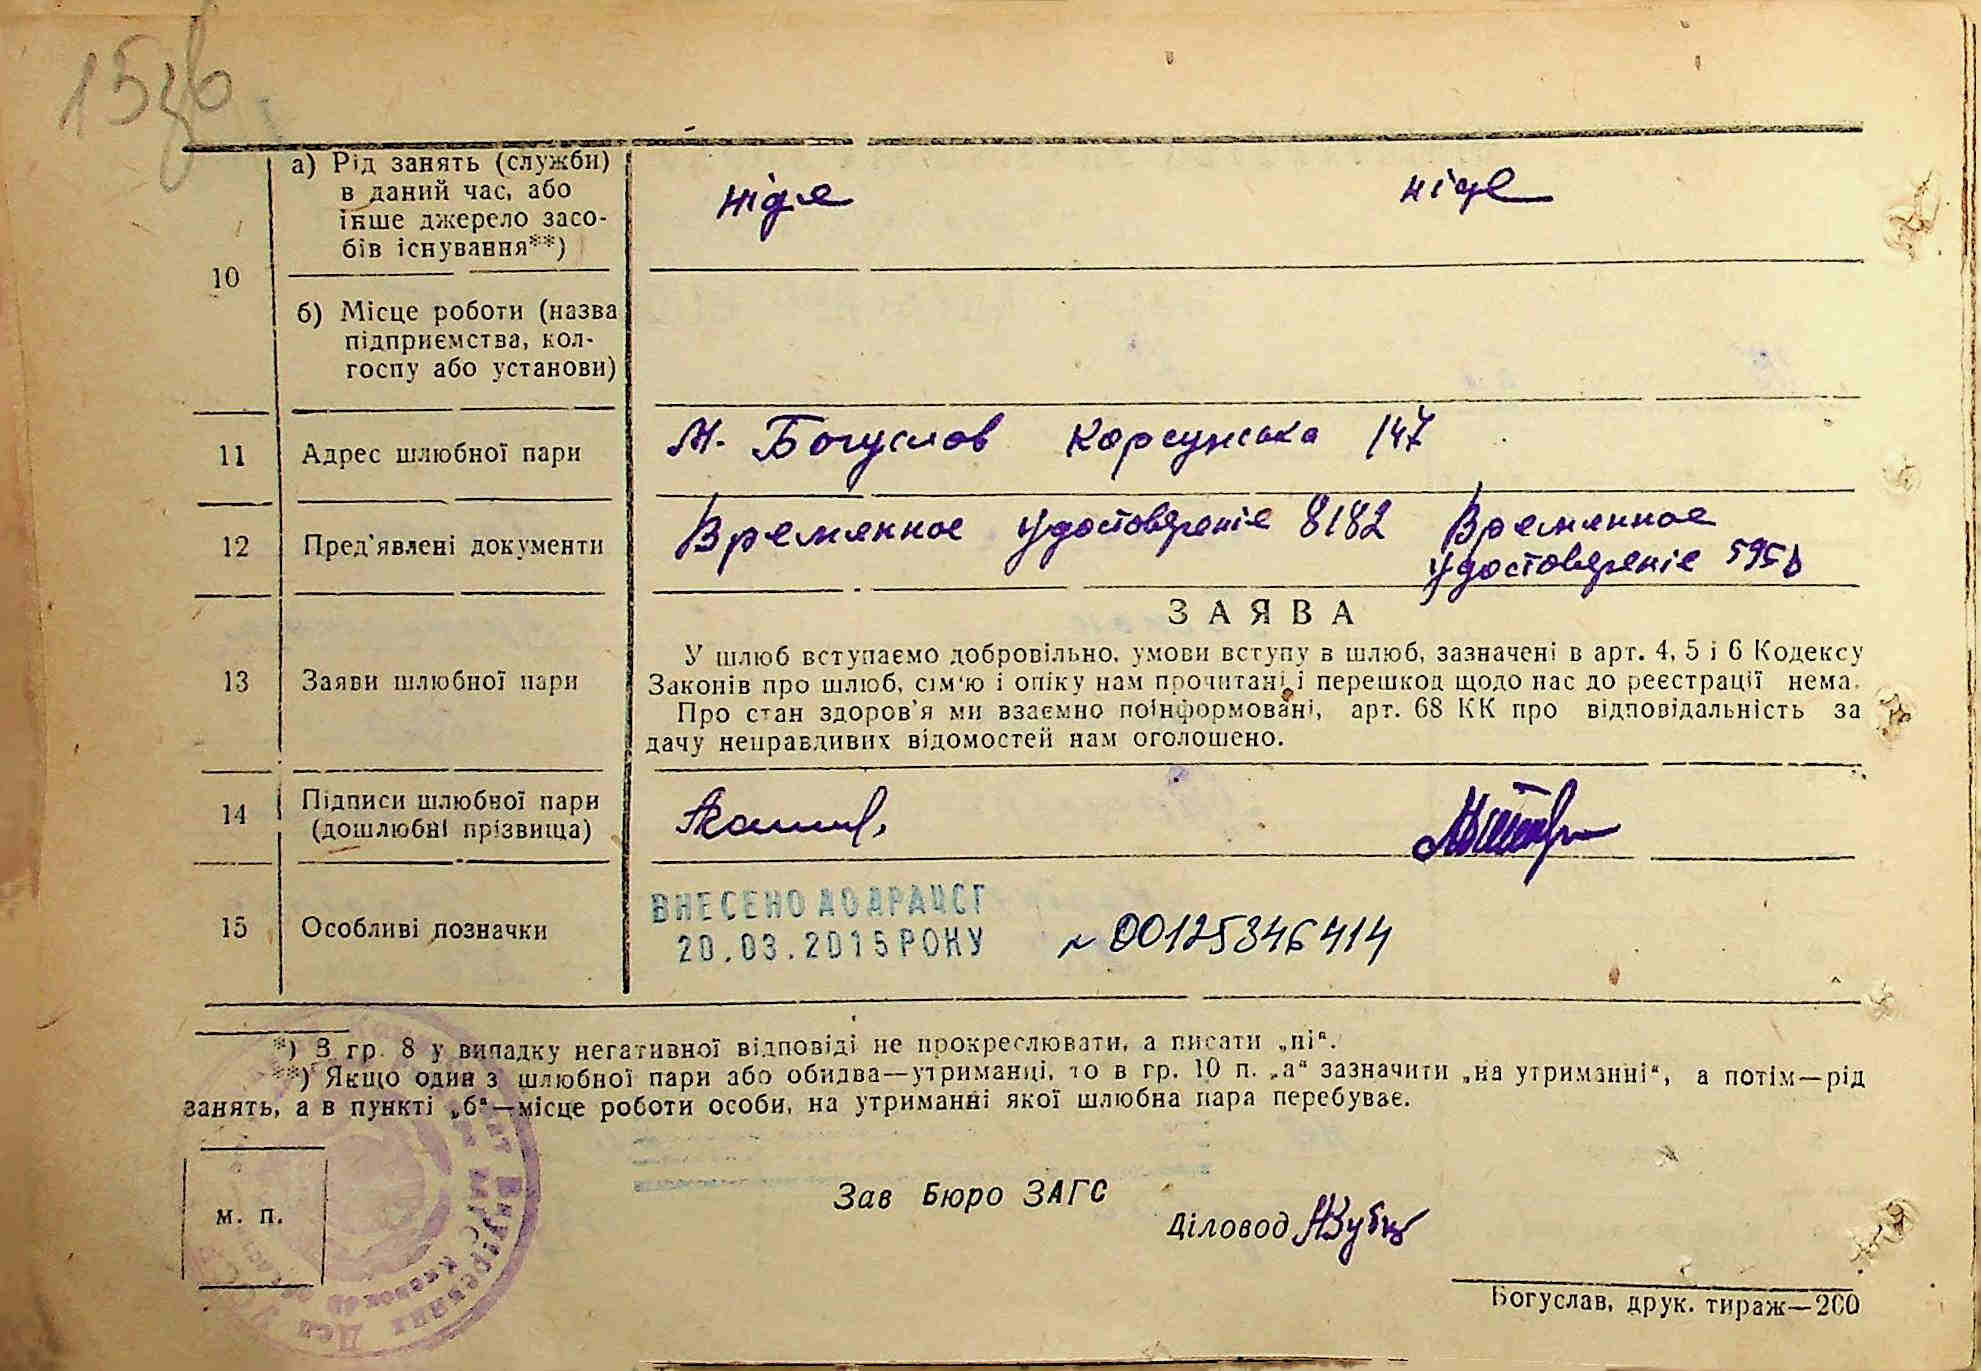 15зв
а) Рід занять (служби)
в даний час, або
інше джерело засо-
бів існування**)
ніде ніде
10
б) Місце роботи (назва
підприємства, кол-
госпу або установи)
11 Адрес шлюбної пари м. Богуслов Корсунська 147
12 Пред'явлені документи Временное удостовереніе 8182 Временное
удостовереніе
13 Заяви шлюбної пари
ЗАЯВА
У шлюб вступаємо добровільно, умови вступу в шлюб, зазначені в арт. 4, 5 і 6 Кодексу
Законів про шлюб, сім'ю і опіку нам прочитані і перешкод щодо нас до реєстрації нема.
Про стан здоров'я ми взаємно поінформовані, арт. 68 КК про відповідальність за
дачу неправдивих відомостей нам оголошено.
14 Підписи шлюбної пари
(дошлюбні прізвища)
15 Особливі позначки
ВНЕСЕНО ДО ДРАЦСГ
20.03.2015 РОКУ ~ 00125346414
*) В гр. 8 у випадку негативної відповіді не прокреслювати, а писати „ні“.
**) Якщо один з шлюбної пари або обидва—утриманці, то в гр. 10 п. „а“ зазначити „на утриманні“, а потім—рід
занять, а в пункті „б“—місце роботи особи, на утриманні якої шлюбна пара перебуває.
м. п.
Зав Бюро ЗАГС
Діловод
Богуслав, друк. тираж—200